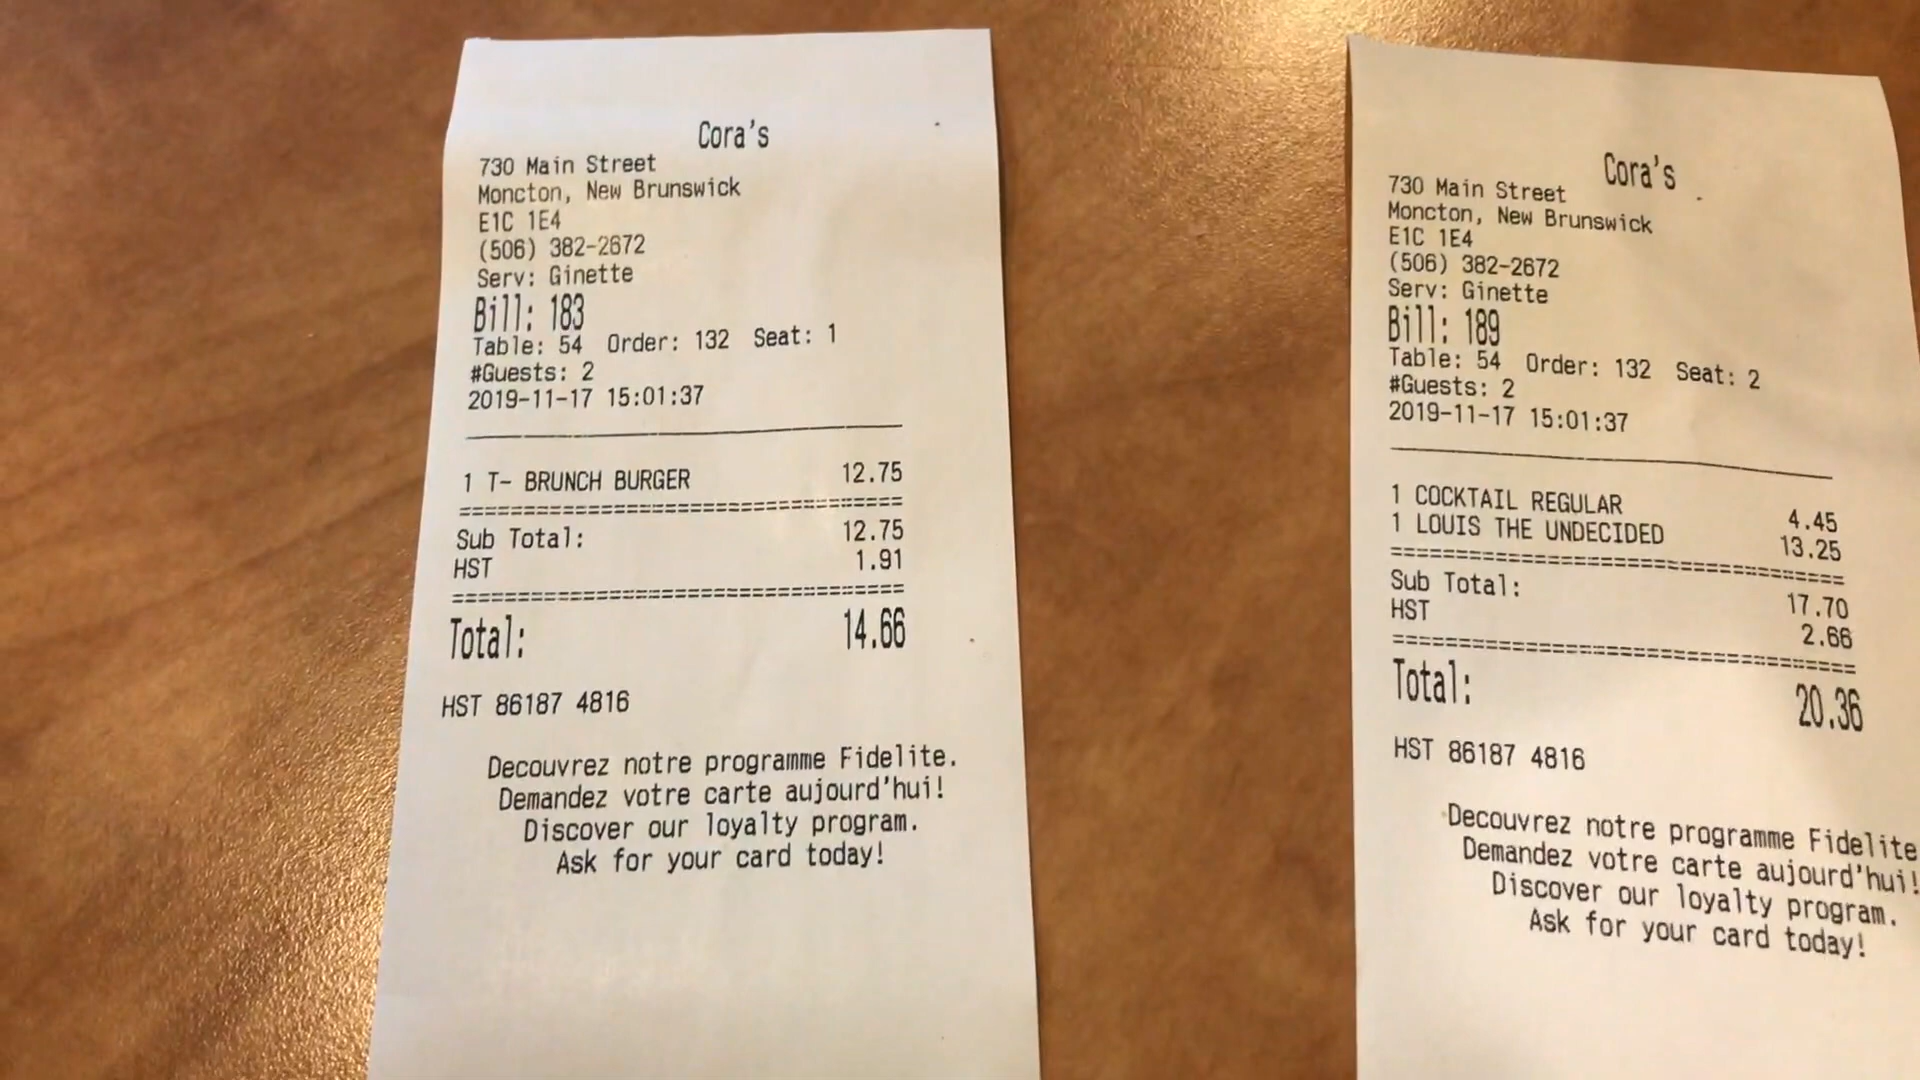 Cora's
730 Main Street
Moncton, New Brunswick
E1C 1E4
(506) 382-2672
Serv: Ginette
Bill: 183
Table: 54 Order: 132 Seat: 1
#Guests: 2
2019-11-17 15:01:37
1 T- BRUNCH BURGER 12.75
Sub Total: 12.75
HST 1.91
Total: 14.66
HST 86187 4816
Decouvrez notre programme Fidelite.
Demandez votre carte aujourd'hui!
Discover our loyalty program.
Ask for your card today!
Cora's
730 Main Street
Moncton, New Brunswick
E1C 1E4
(506) 382-2672
Serv: Ginette
Bill: 189
Table: 54 Order: 132 Seat: 2
#Guests: 2
2019-11-17 15:01:37
1 COCKTAIL REGULAR 4.45
1 LOUIS THE UNDECIDED 13.25
Sub Total: 17.70
HST 2.66
Total: 20.36
HST 86187 4816
Decouvrez notre programme Fidelite
Demandez votre carte aujourd'hui!
Discover our loyalty program.
Ask for your card today!